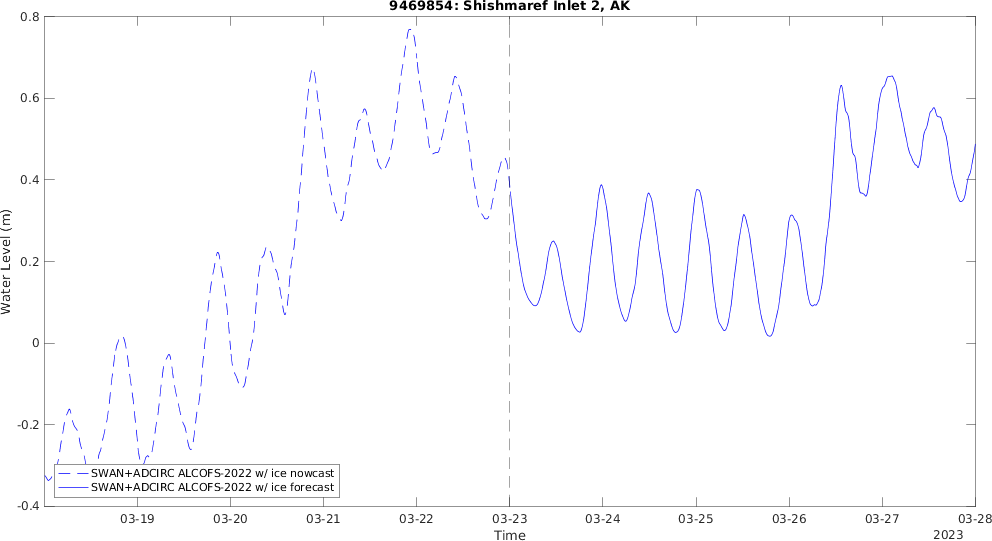 9469854: Shishmaref Inlet 2, AK
0.8
0.6
0.4
0.2
0
-0.2
-0.4
Water Level (m)
SWAN+ADCIRC ALCOFS-2022 w/ ice nowcast
SWAN+ADCIRC ALCOFS-2022 w/ ice forecast
03-19 03-20 03-21 03-22 03-23 03-24 03-25 03-26 03-27 03-28
Time
2023